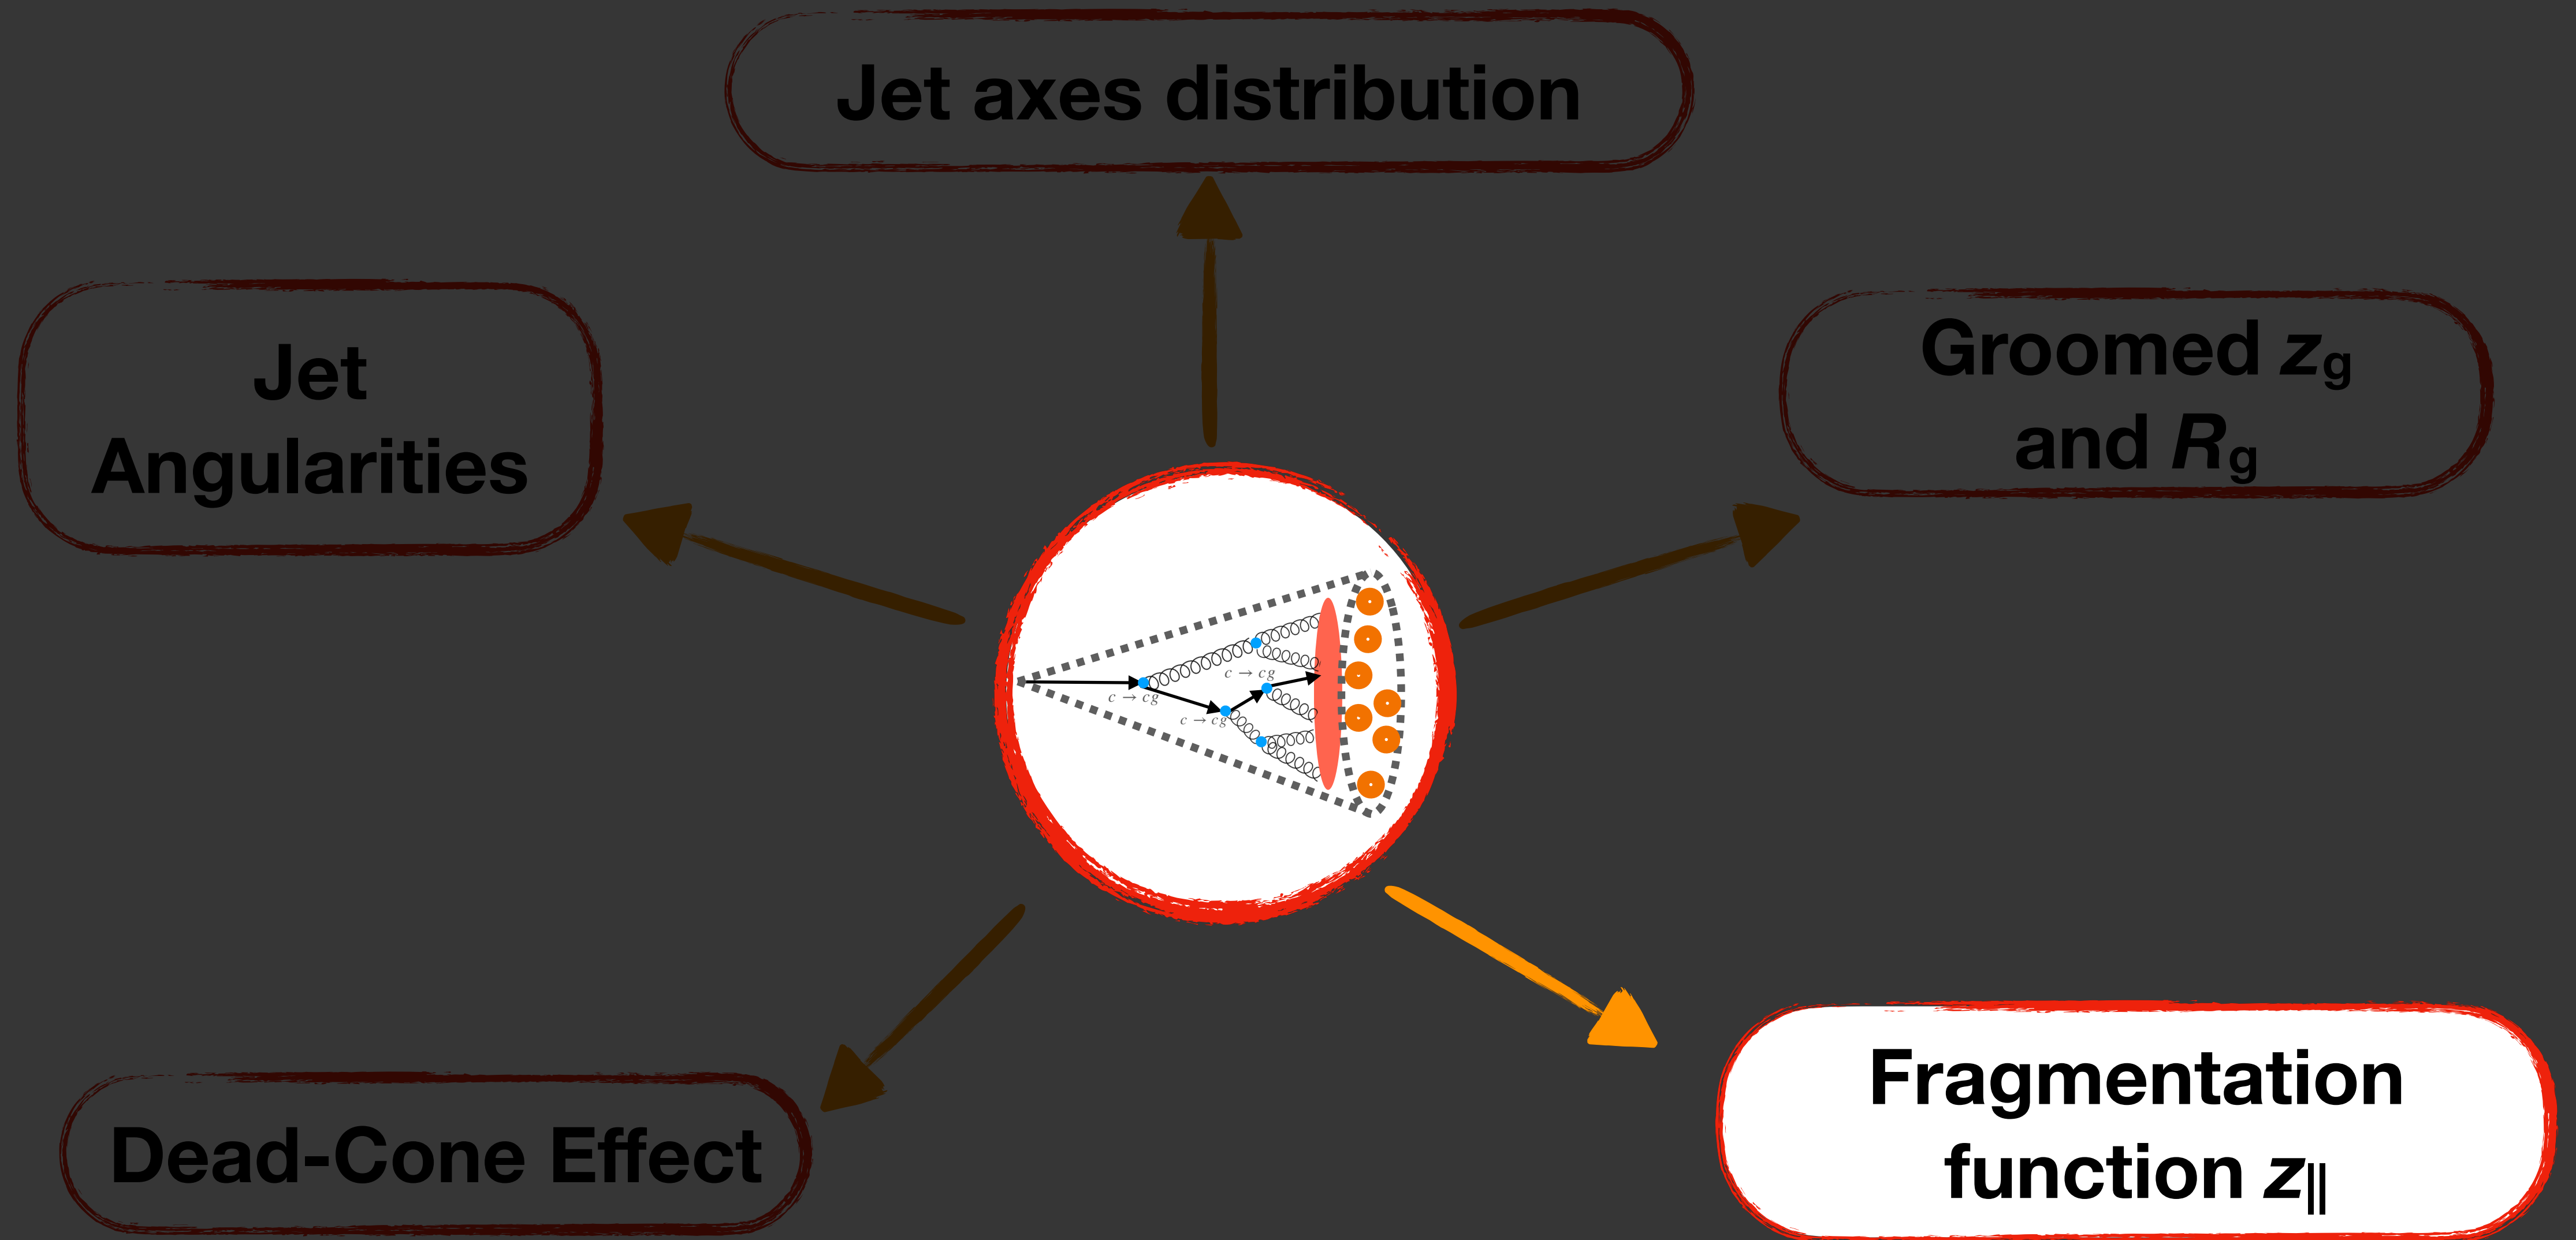 Jet axes distribution
Jet
Angularities
Groomed zg
and Rg
c → cg
c → cg
c → cg
Dead-Cone Effect
Fragmentation
function z||